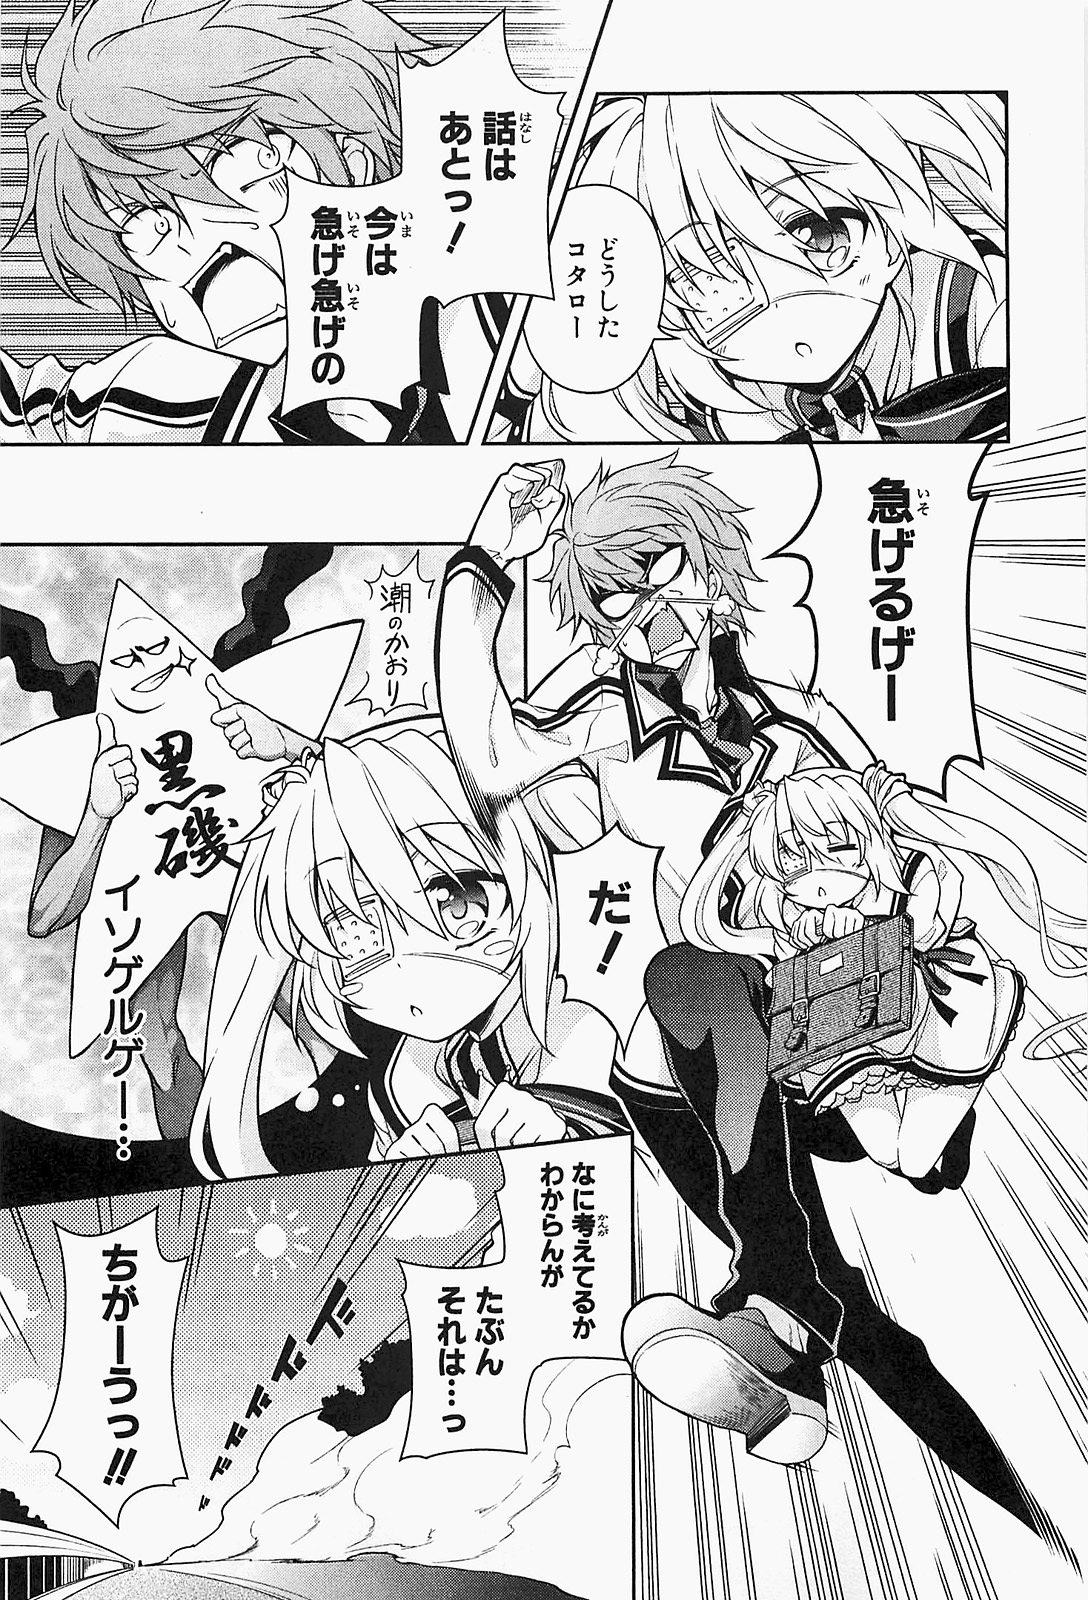 どうした
コタロー
話は
あとっ!
今は
急げ急げの
急げるげー
だ!
潮のかおり
黒磯
イソゲルゲー…
なに考えてるか
わからんが
たぶん
それは…っ
ちがーうっ!!
ドドドドドド